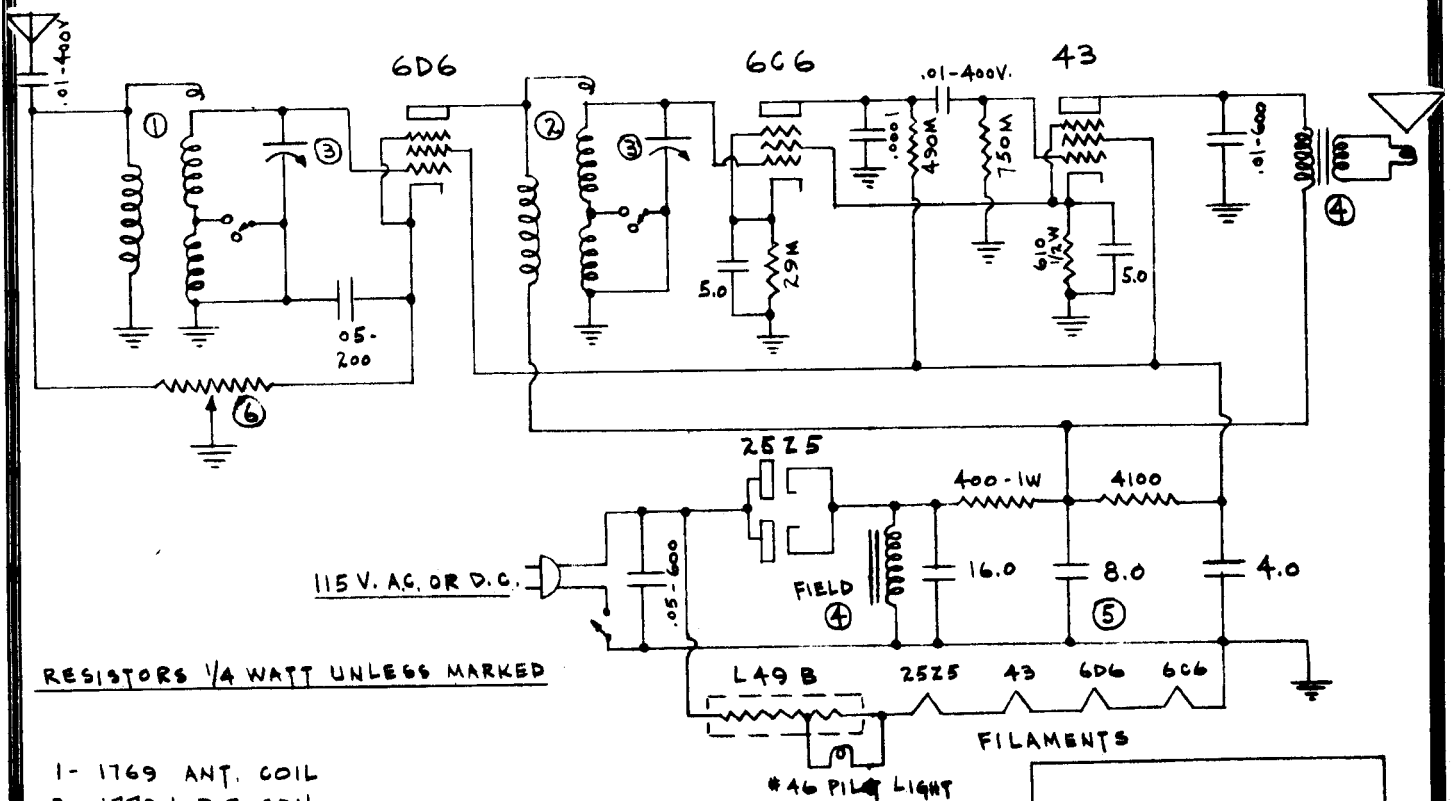 .01-400V
6D6
6C6
.01-400V.
43
1
3
2
3
.0001
490M
750M
.01-600
4
05-
200
5.0
29M
610
1/2W
5.0
6
25Z5
400-1W
4100
115 V. A.C. OR D.C.
.05-600
FIELD
4
16.0
8.0
5
4.0
RESISTORS 1/4 WATT UNLESS MARKED
L49B
25Z5
43
6D6
6C6
FILAMENTS
#46 PILOT LIGHT
1- 1769 ANT. COIL